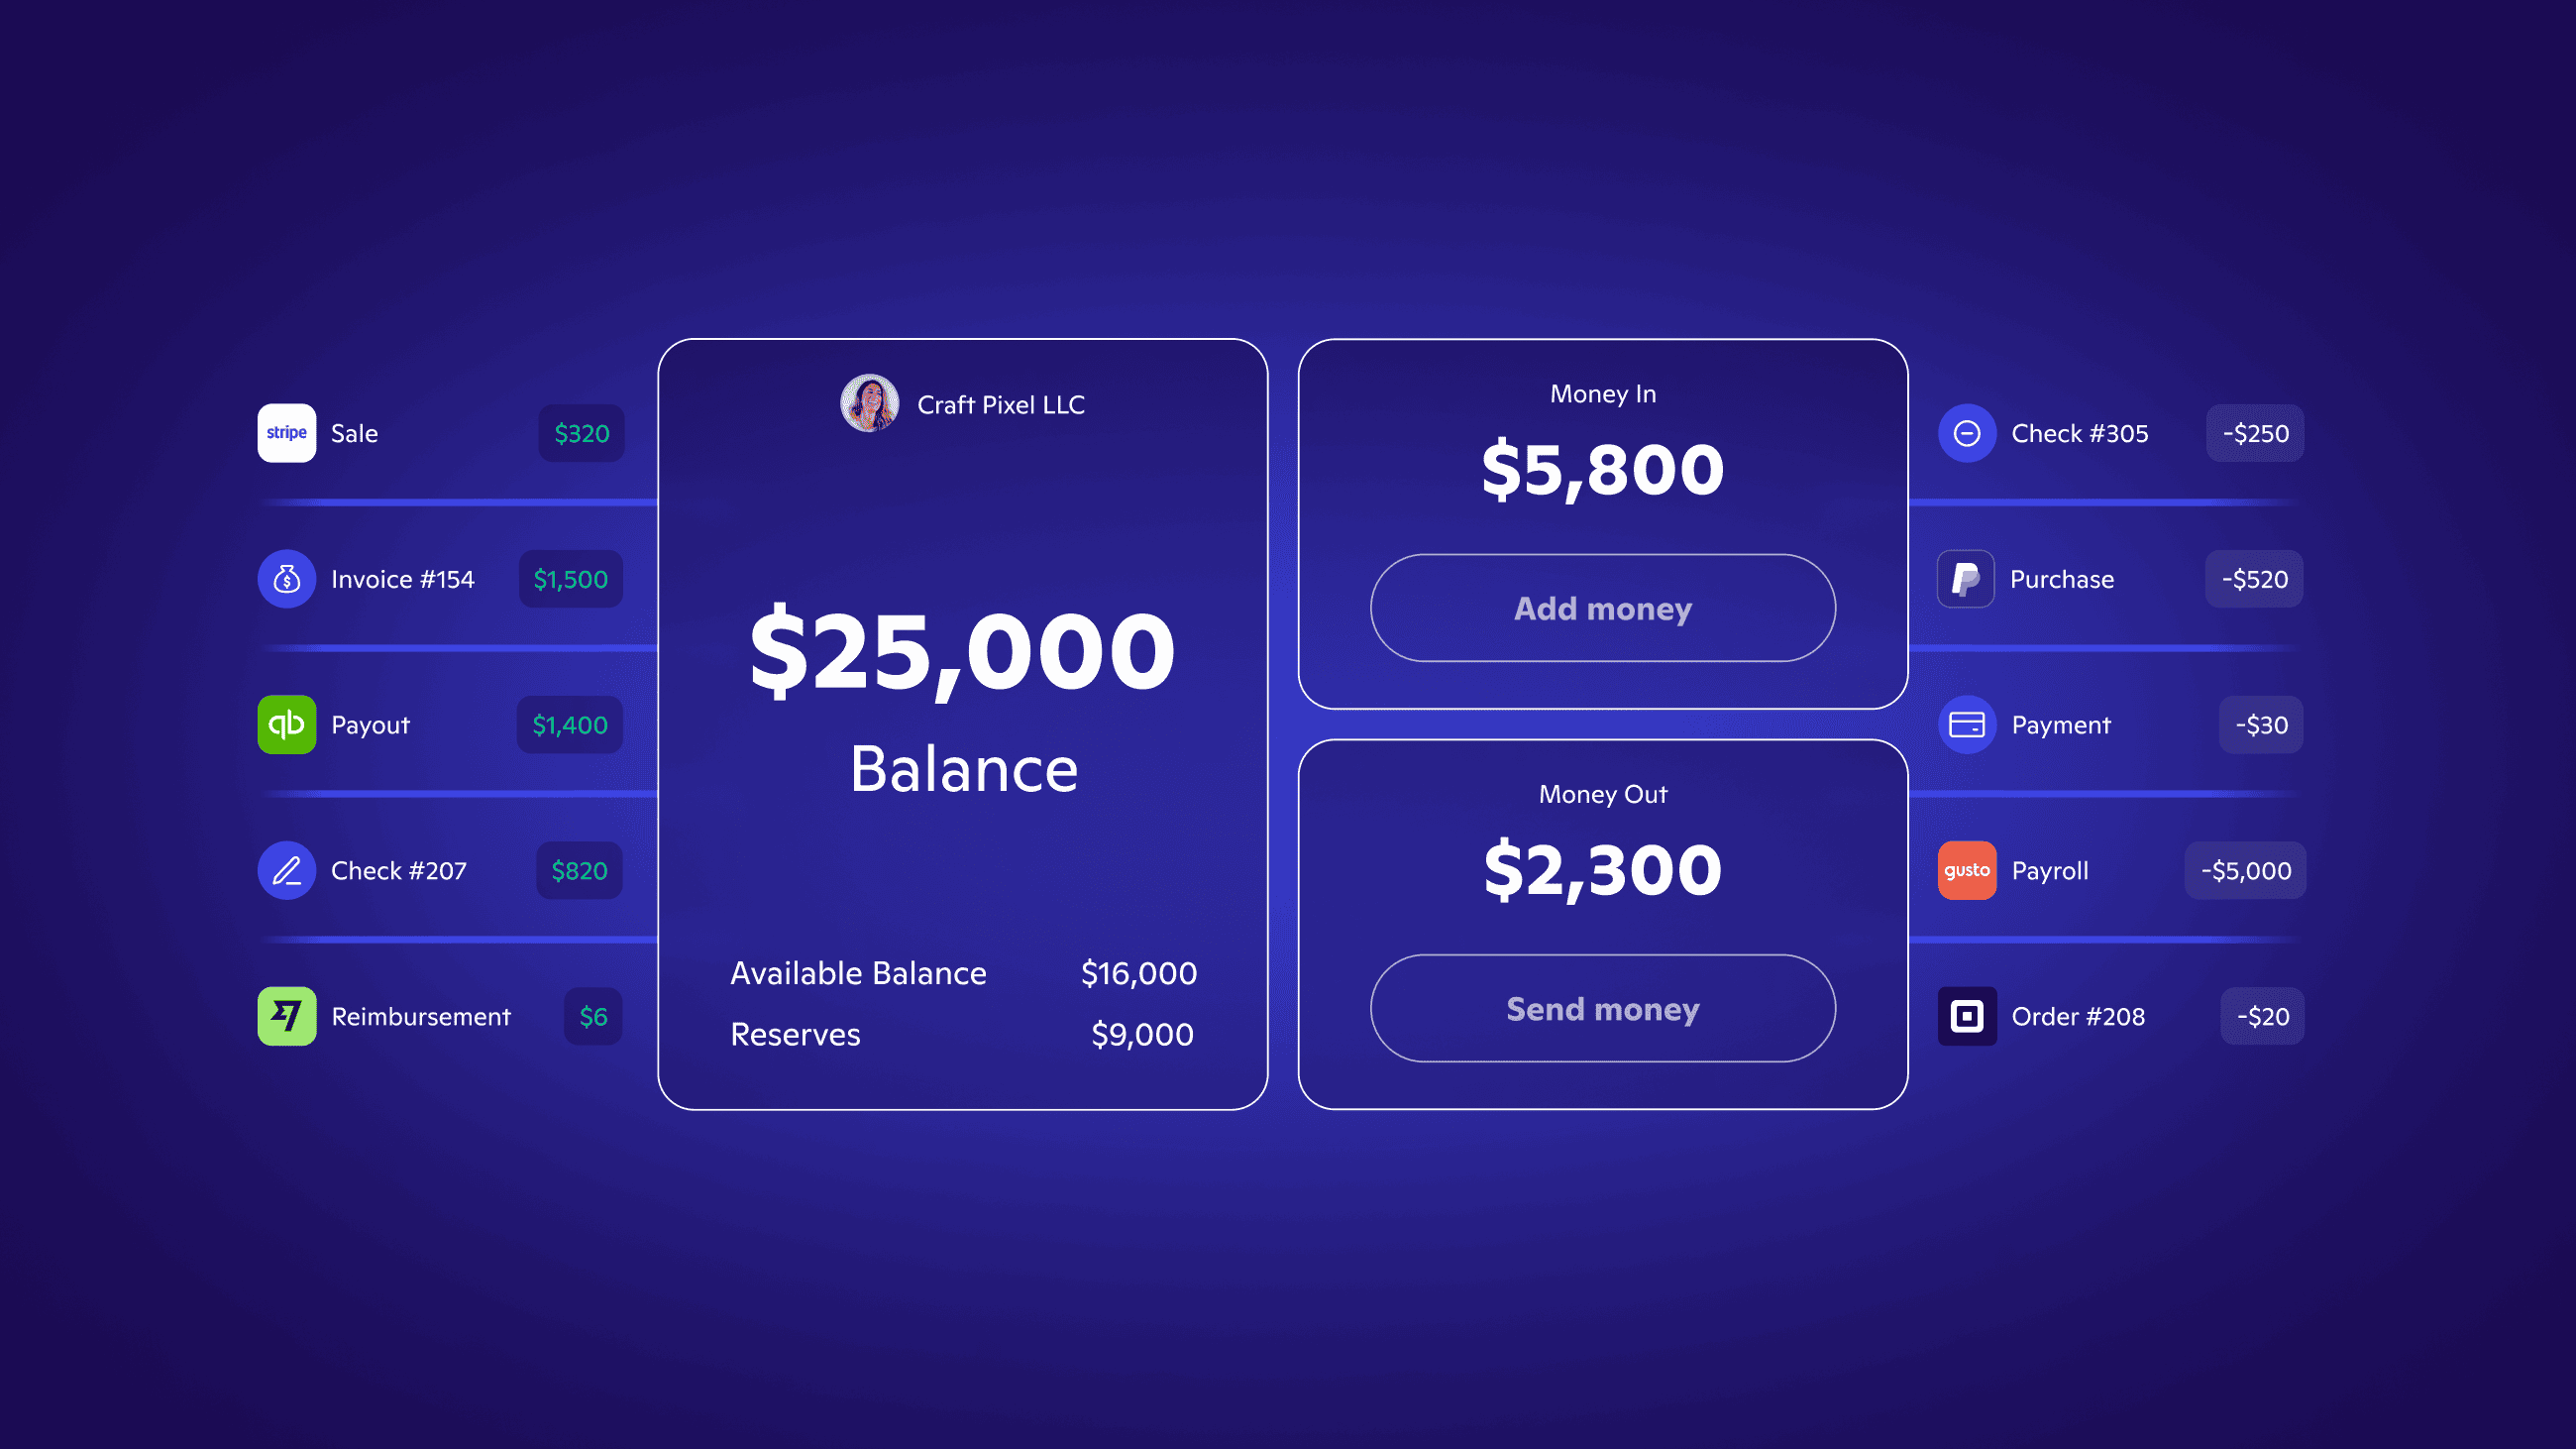 stripe
Sale
$320
Invoice #154
$1,500
qb
Payout
$1,400
Check #207
$820
Reimbursement
$6
Craft Pixel LLC
$25,000
Balance
Available Balance $16,000
Reserves $9,000
Money In
$5,800
Add money
Money Out
$2,300
Send money
Check #305
-$250
Purchase
-$520
Payment
-$30
gusto
Payroll
-$5,000
Order #208
-$20